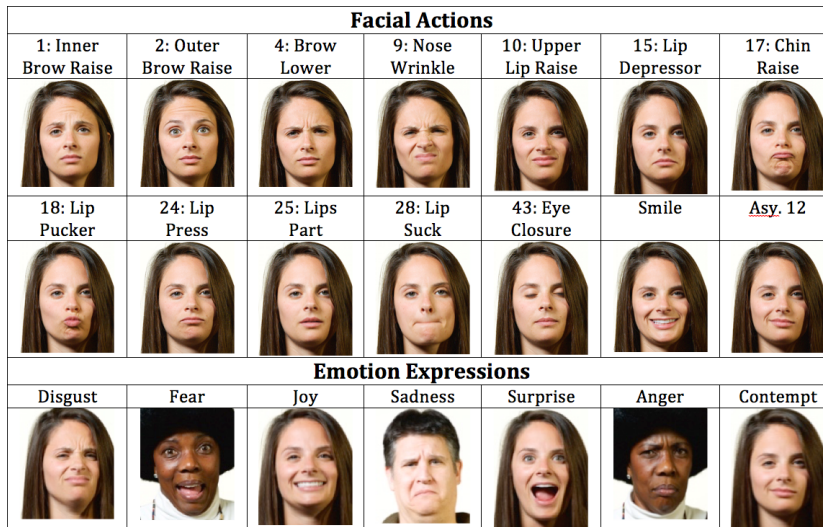 Facial Actions
1: Inner Brow Raise
2: Outer Brow Raise
4: Brow Lower
9: Nose Wrinkle
10: Upper Lip Raise
15: Lip Depressor
17: Chin Raise
18: Lip Pucker
24: Lip Press
25: Lips Part
28: Lip Suck
43: Eye Closure
Smile
Asy. 12
Emotion Expressions
Disgust
Fear
Joy
Sadness
Surprise
Anger
Contempt